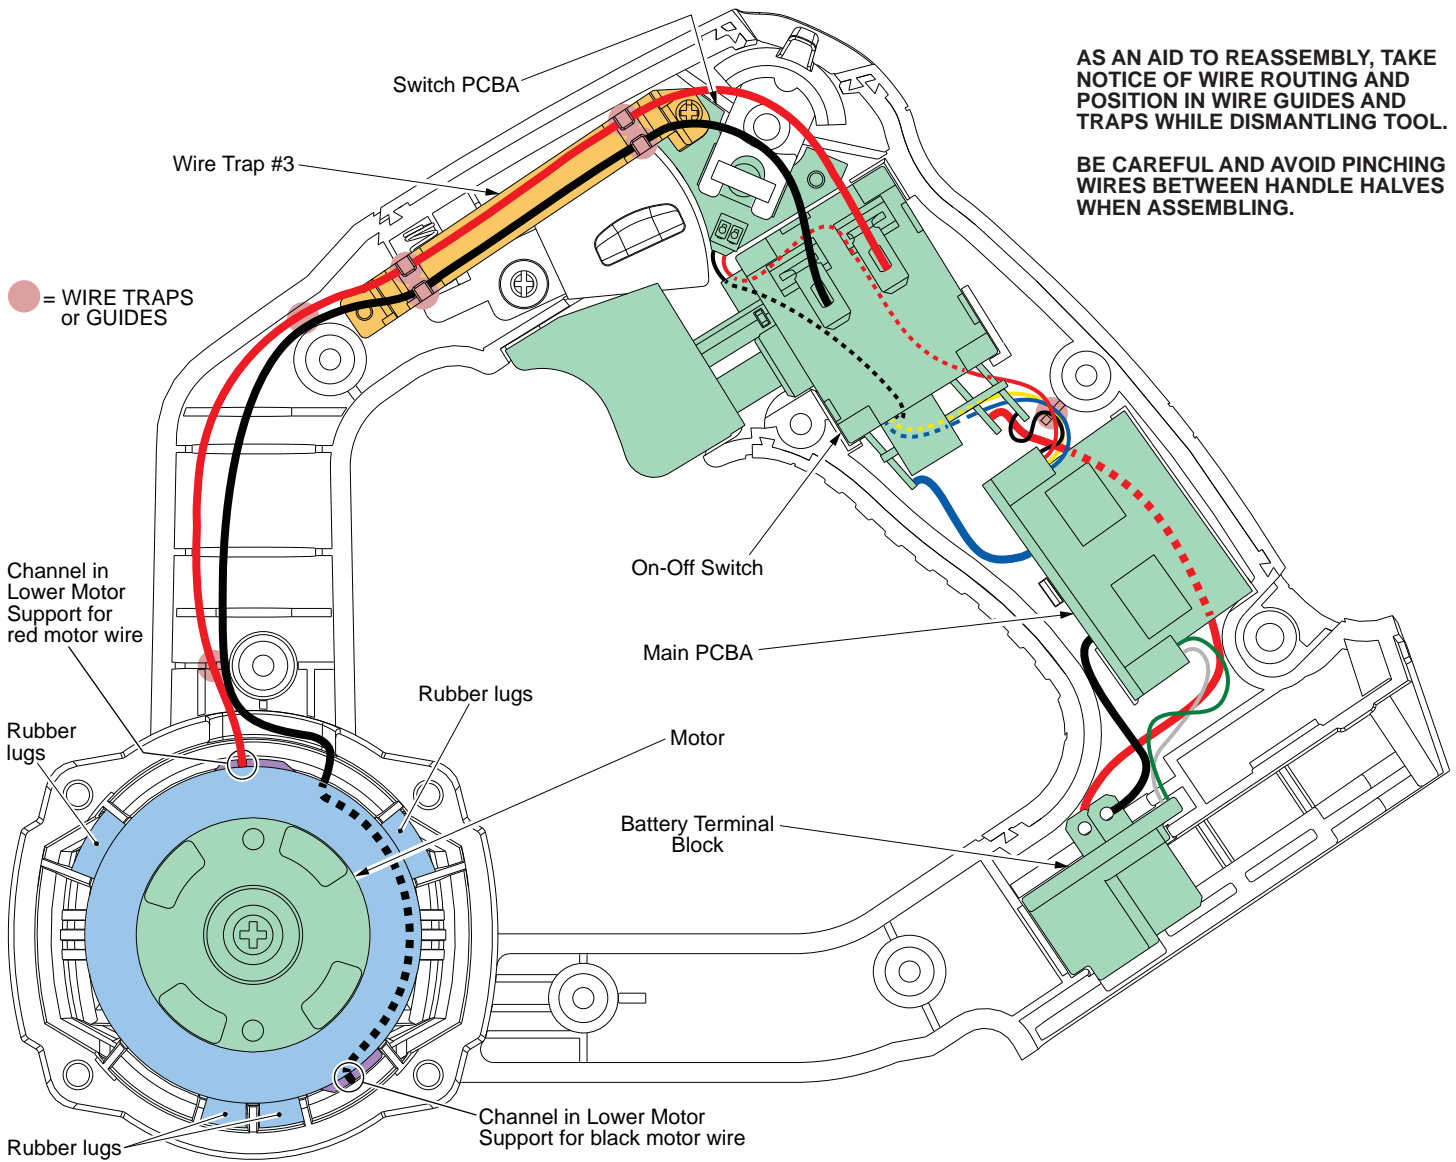 AS AN AID TO REASSEMBLY, TAKE
NOTICE OF WIRE ROUTING AND
POSITION IN WIRE GUIDES AND
TRAPS WHILE DISMANTLING TOOL.
BE CAREFUL AND AVOID PINCHING
WIRES BETWEEN HANDLE HALVES
WHEN ASSEMBLING.
Switch PCBA
Wire Trap #3
= WIRE TRAPS
or GUIDES
On-Off Switch
Channel in
Lower Motor
Support for
red motor wire
Main PCBA
Rubber lugs
Rubber
lugs
Motor
Battery Terminal
Block
Channel in Lower Motor
Support for black motor wire
Rubber lugs